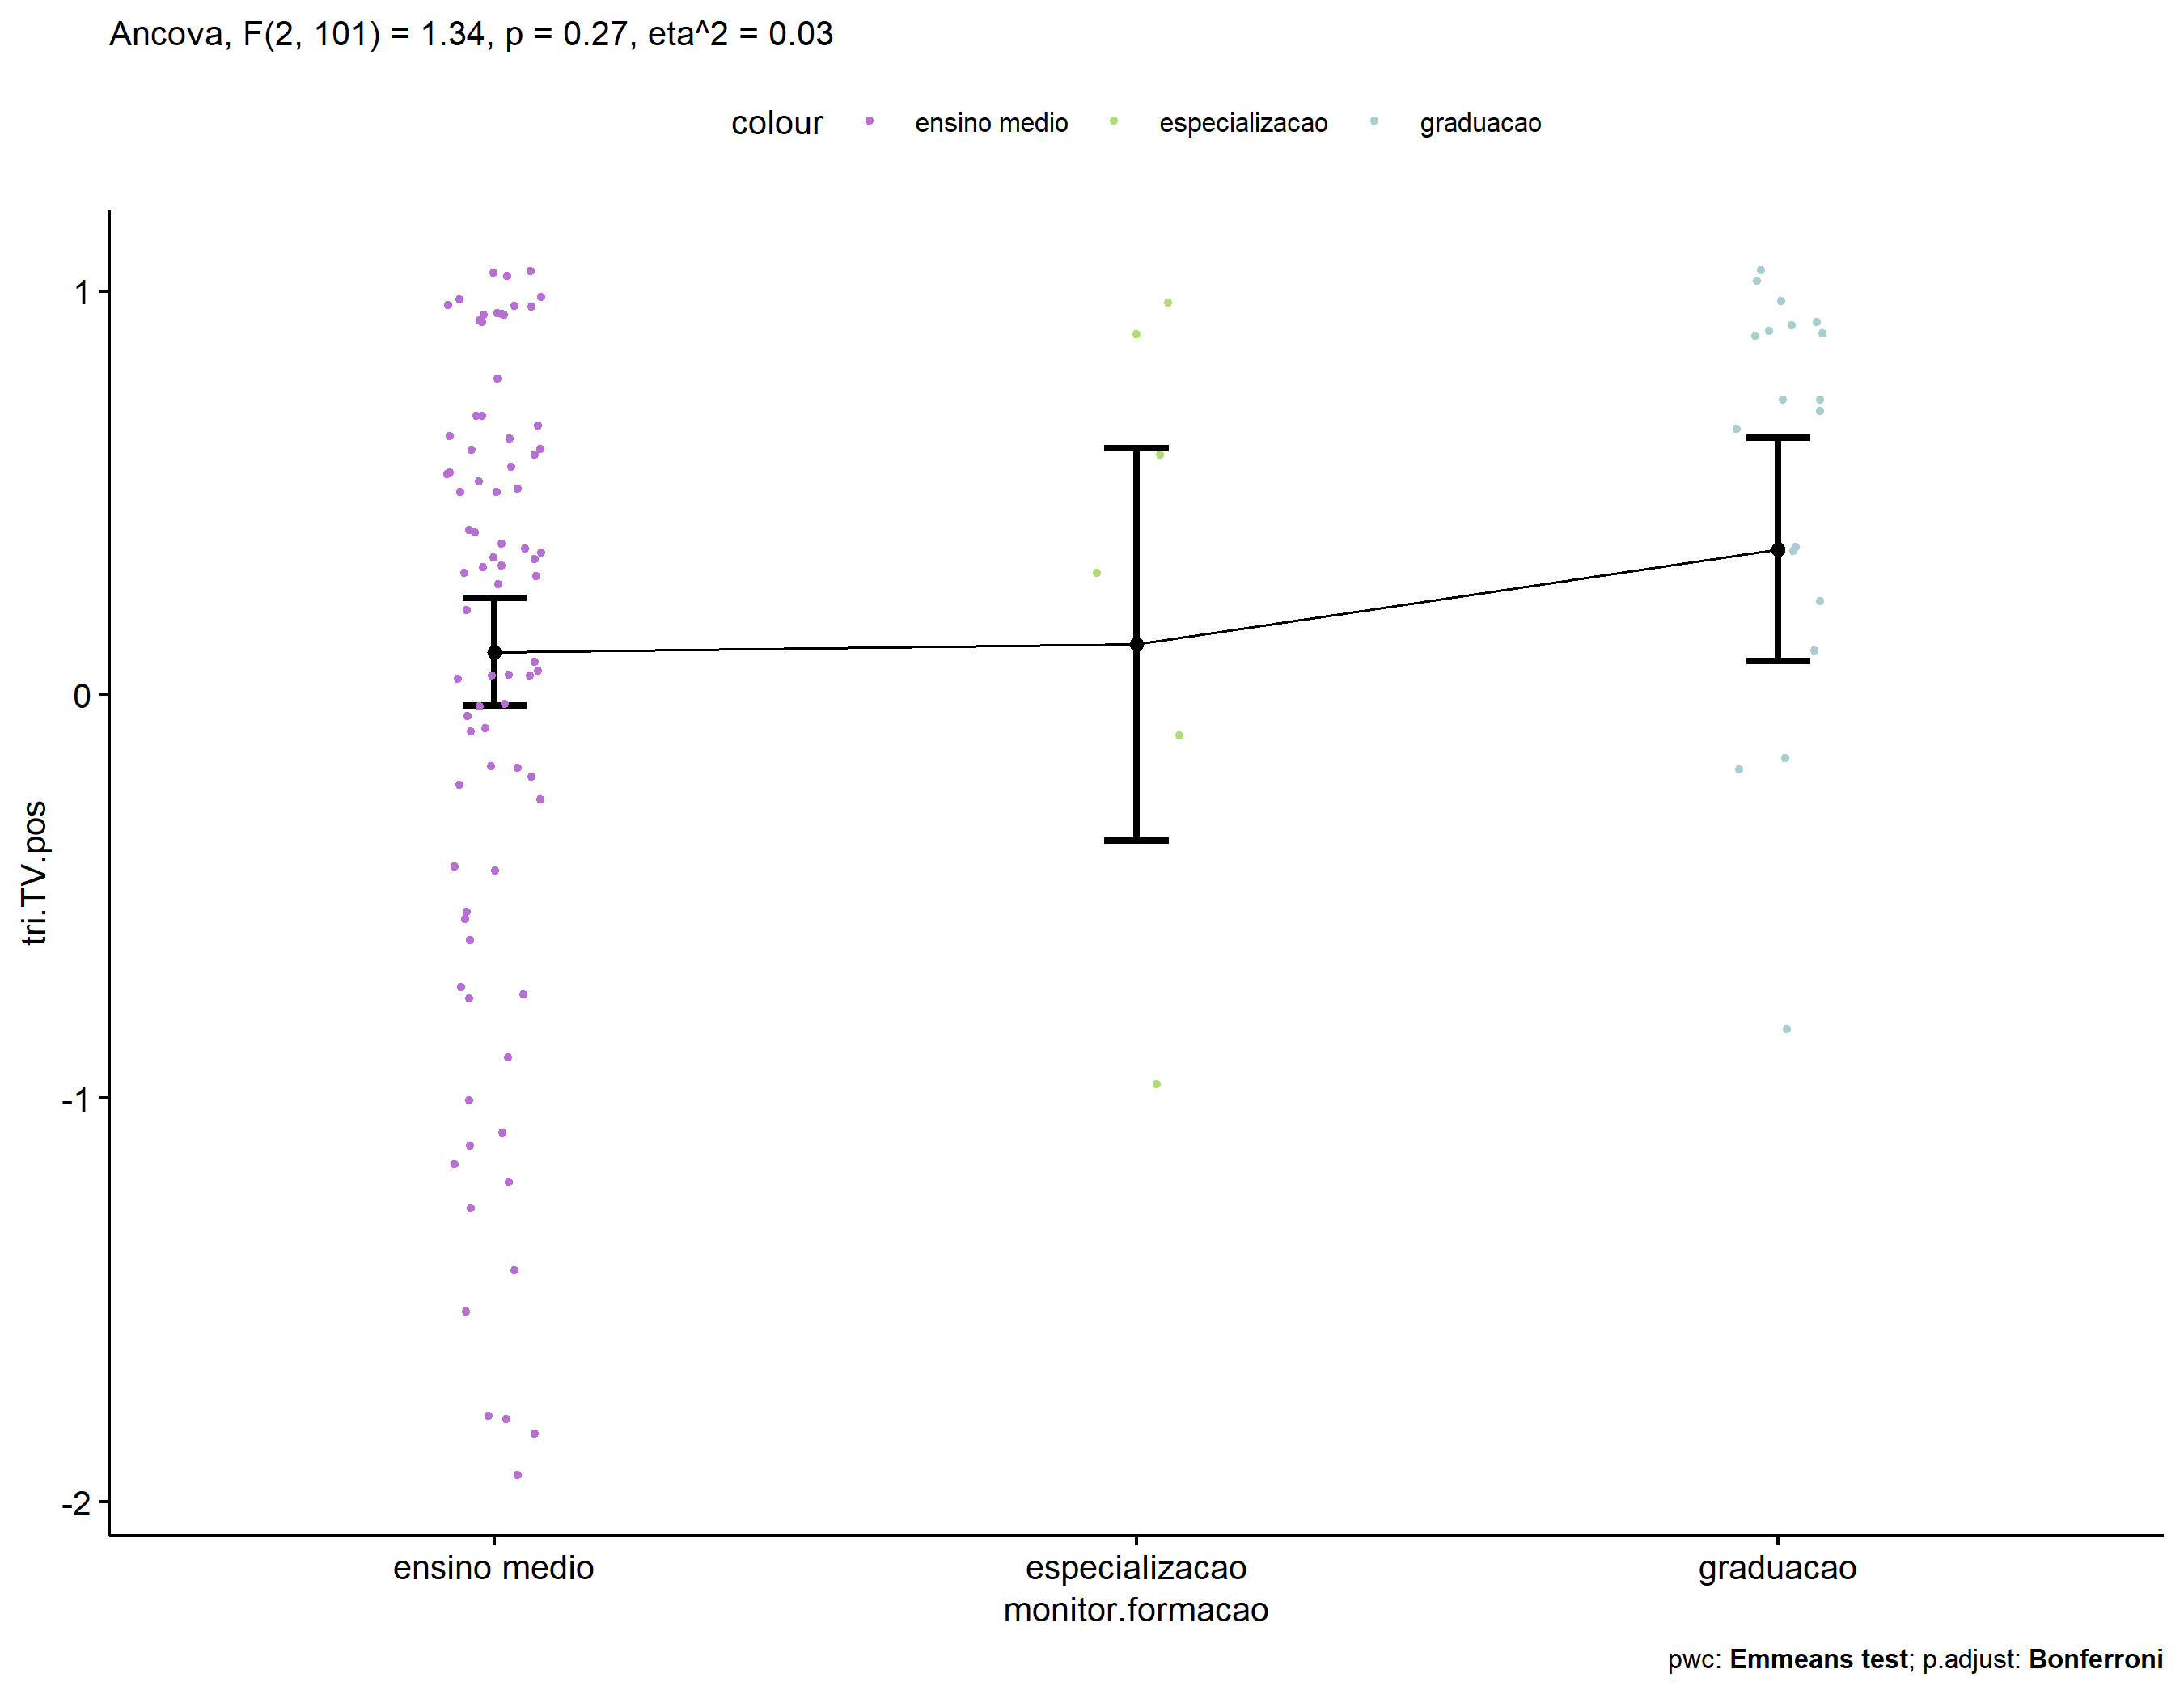 Ancova, F(2, 101) = 1.34, p = 0.27, eta^2 = 0.03
colour ensino medio especializacao graduacao
1
0
-1
-2
tri.TV.pos
ensino medio especializacao graduacao
monitor.formacao
pwc: Emmeans test; p.adjust: Bonferroni